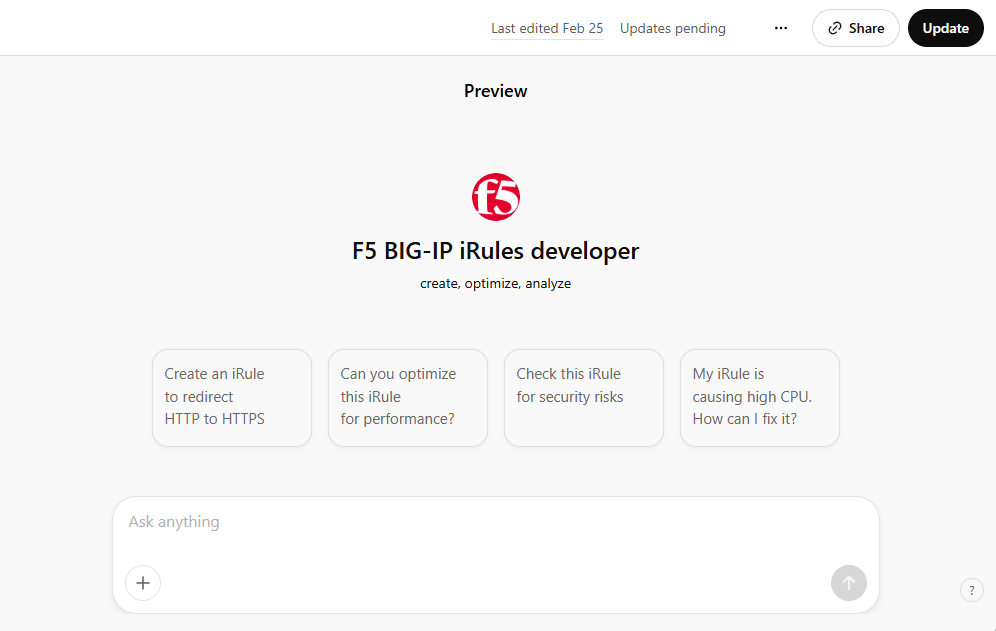 Last edited Feb 25 Updates pending ... Share Update
Preview
f5
F5 BIG-IP iRules developer
create, optimize, analyze
Create an iRule
to redirect
HTTP to HTTPS
Can you optimize
this iRule
for performance?
Check this iRule
for security risks
My iRule is
causing high CPU.
How can I fix it?
Ask anything
?